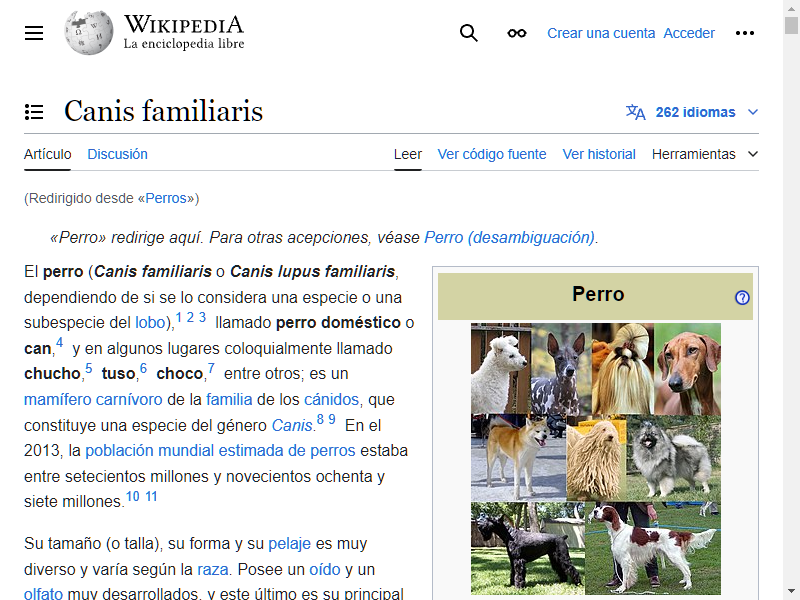 WIKIPEDIA
La enciclopedia libre
Crear una cuenta Acceder
Canis familiaris
262 idiomas
Artículo Discusión Leer Ver código fuente Ver historial Herramientas
(Redirigido desde «Perros»)
«Perro» redirige aquí. Para otras acepciones, véase Perro (desambiguación).
El perro (Canis familiaris o Canis lupus familiaris,
dependiendo de si se lo considera una especie o una
subespecie del lobo),1 2 3 llamado perro doméstico o
can,4 y en algunos lugares coloquialmente llamado
chucho,5 tuso,6 choco,7 entre otros; es un
mamífero carnívoro de la familia de los cánidos, que
constituye una especie del género Canis.8 9 En el
2013, la población mundial estimada de perros estaba
entre setecientos millones y novecientos ochenta y
siete millones.10 11
Su tamaño (o talla), su forma y su pelaje es muy
diverso y varía según la raza. Posee un oído y un
olfato muy desarrollados, y este último es su principal
Perro